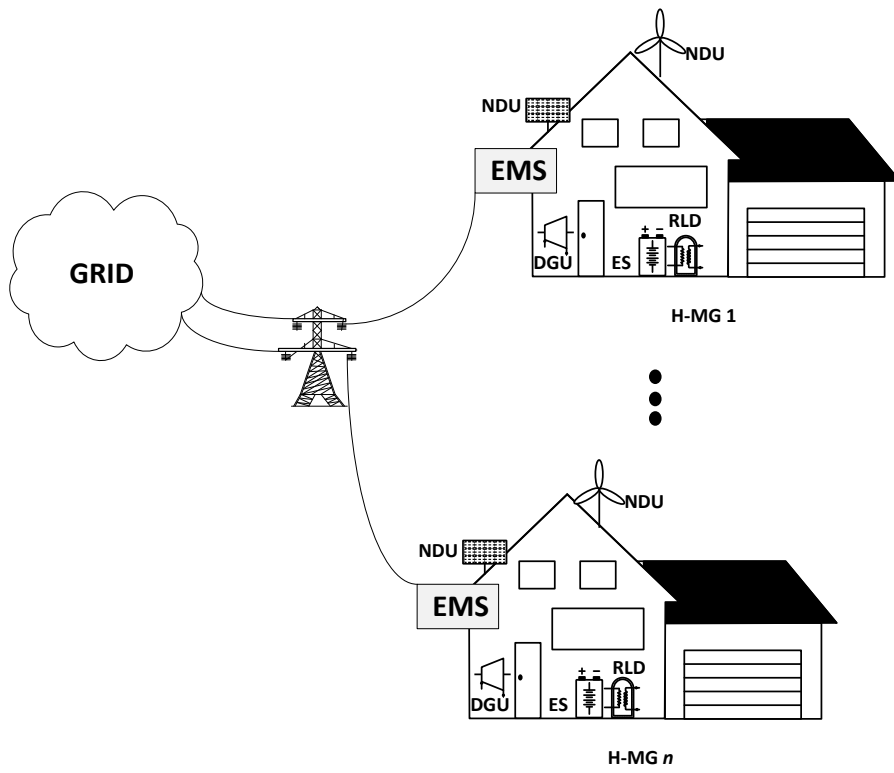 NDU
NDU
EMS
GRID
RLD
+ −
DGU
ES
H-MG 1
NDU
NDU
EMS
RLD
+ −
DGU
ES
H-MG n